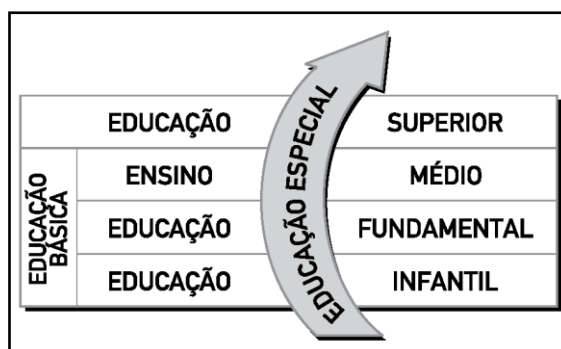 EDUCAÇÃO SUPERIOR
ENSINO MÉDIO
EDUCAÇÃO FUNDAMENTAL
EDUCAÇÃO INFANTIL
EDUCAÇÃO
BÁSICA
EDUCAÇÃO ESPECIAL